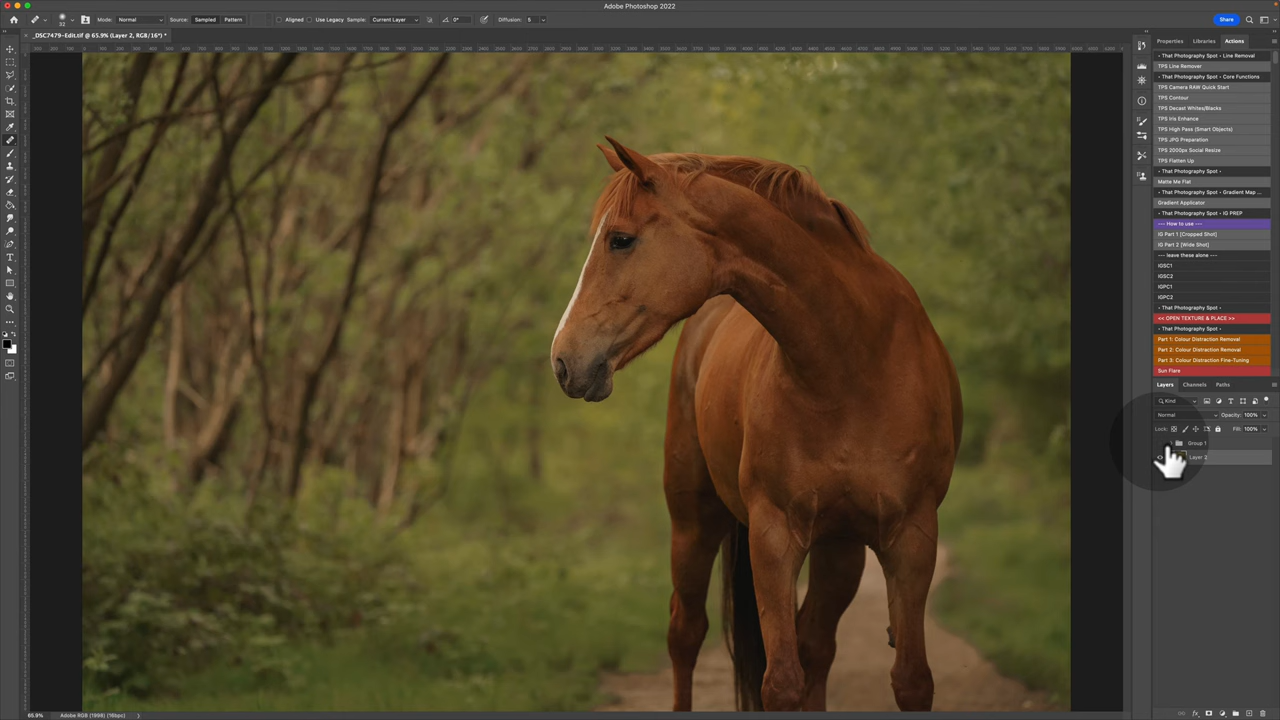 Adobe Photoshop 2022
32
Mode: Normal
Source: Sampled Pattern
Aligned Use Legacy Sample: Current Layer
0°
Diffusion: 5
Share
_DSC7479-Edit.tif @ 65.9% (Layer 2, RGB/16*) *
Properties Libraries Actions
• That Photography Spot • Line Removal
TPS Line Remover
• That Photography Spot • Core Functions
TPS Camera RAW Quick Start
TPS Contour
TPS Decast Whites/Blacks
TPS Iris Enhance
TPS High Pass (Smart Objects)
TPS JPG Preparation
TPS 2000ps Social Resize
TPS Flatten Up
• That Photography Spot •
Matte Me Flat
• That Photography Spot • Gradient Map ...
Gradient Applicator
• That Photography Spot • IG PREP
--- How to use ---
IG Part 1 [Cropped Shot]
IG Part 2 [Wide Shot]
--- leave these alone ---
IGSC1
IGSC2
IGPC1
IGPC2
• That Photography Spot •
<< OPEN TEXTURE & PLACE >>
• That Photography Spot •
Part 1: Colour Distraction Removal
Part 2: Colour Distraction Removal
Part 3: Colour Distraction Fine-Tuning
Sun Flare
Layers Channels Paths
Kind
Normal Opacity: 100%
Lock: Fill: 100%
Group 1
Layer 2
65.9% Adobe RGB (1998) (16bpc)